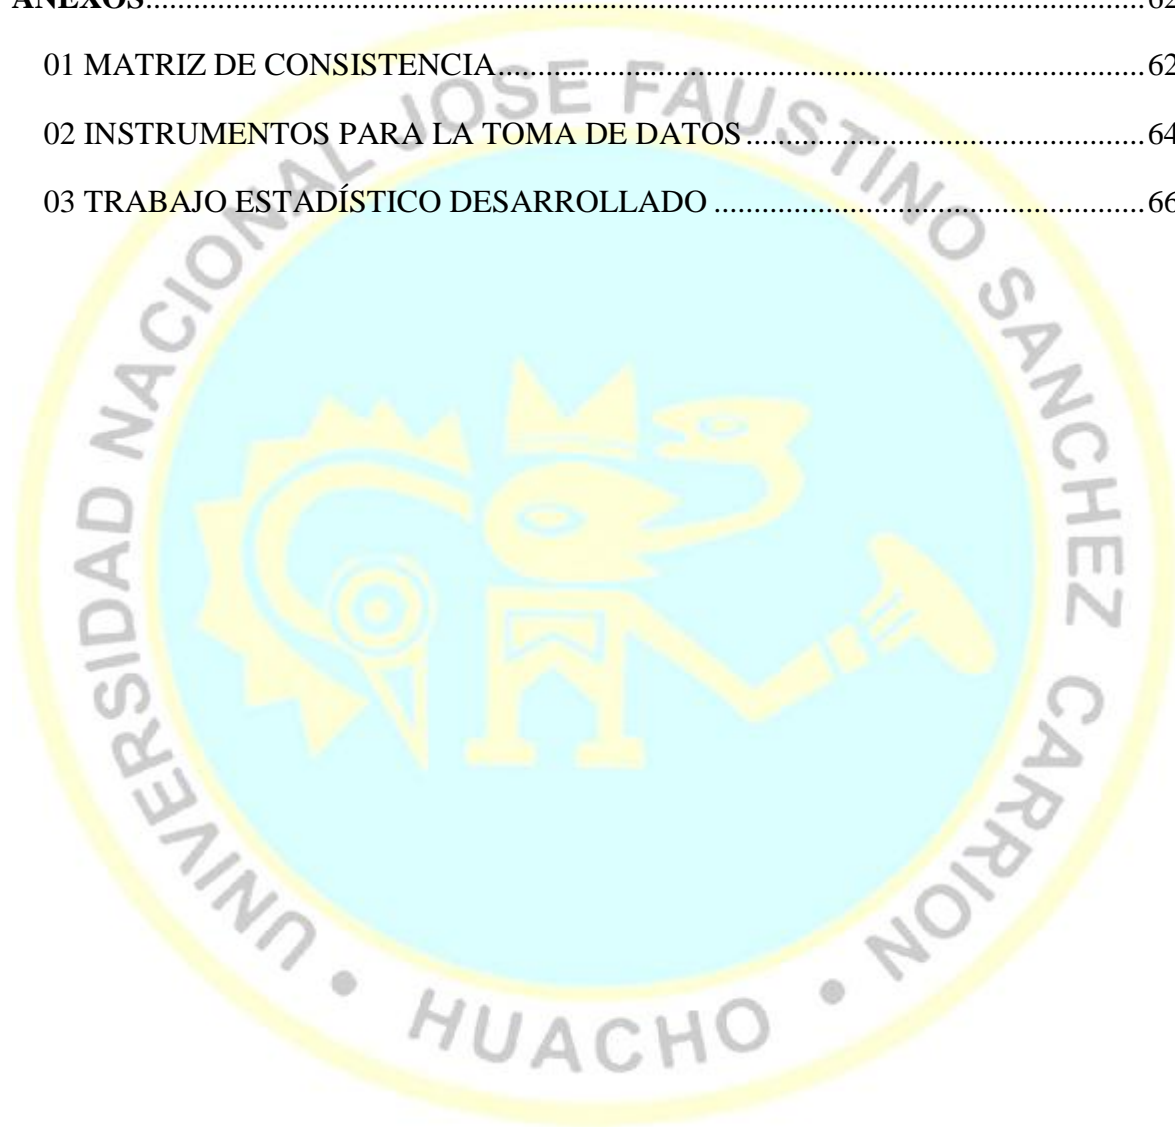 ANEXOS....................62
01 MATRIZ DE CONSISTENCIA....................62
02 INSTRUMENTOS PARA LA TOMA DE DATOS....................64
03 TRABAJO ESTADÍSTICO DESARROLLADO....................66
UNIVERSIDAD NACIONAL JOSE FAUSTINO SANCHEZ CARRION • HUACHO •